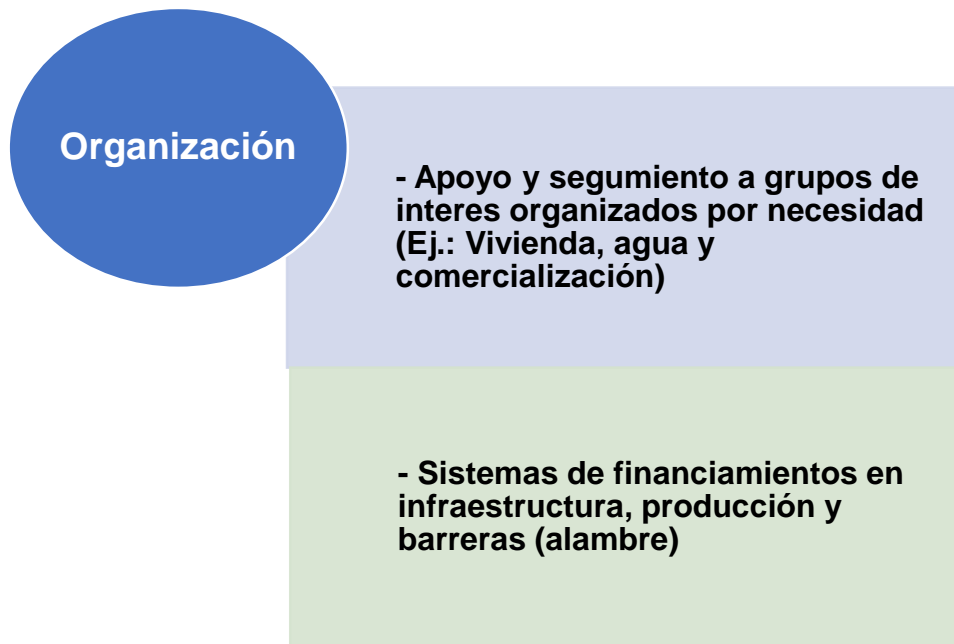 Organización
- Apoyo y segumiento a grupos de
interes organizados por necesidad
(Ej.: Vivienda, agua y
comercialización)
- Sistemas de financiamientos en
infraestructura, producción y
barreras (alambre)